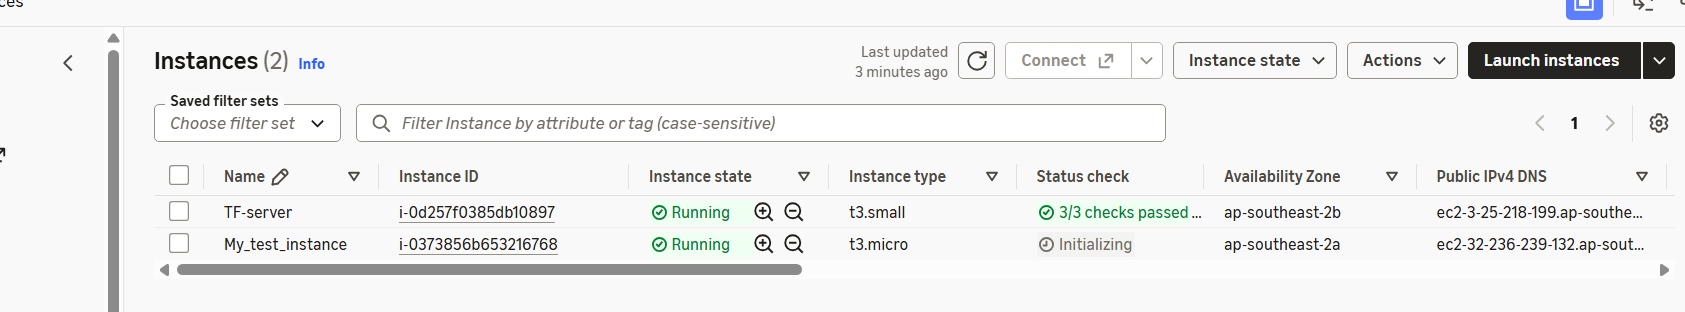 Instances (2) Info
Last updated
3 minutes ago
Connect
Instance state
Actions
Launch instances
Saved filter sets
Choose filter set
Filter Instance by attribute or tag (case-sensitive)
1
Name Instance ID Instance state Instance type Status check Availability Zone Public IPv4 DNS
TF-server i-0d257f0385db10897 Running t3.small 3/3 checks passed ... ap-southeast-2b ec2-3-25-218-199.ap-southe...
My_test_instance i-0373856b653216768 Running t3.micro Initializing ap-southeast-2a ec2-32-236-239-132.ap-sout...